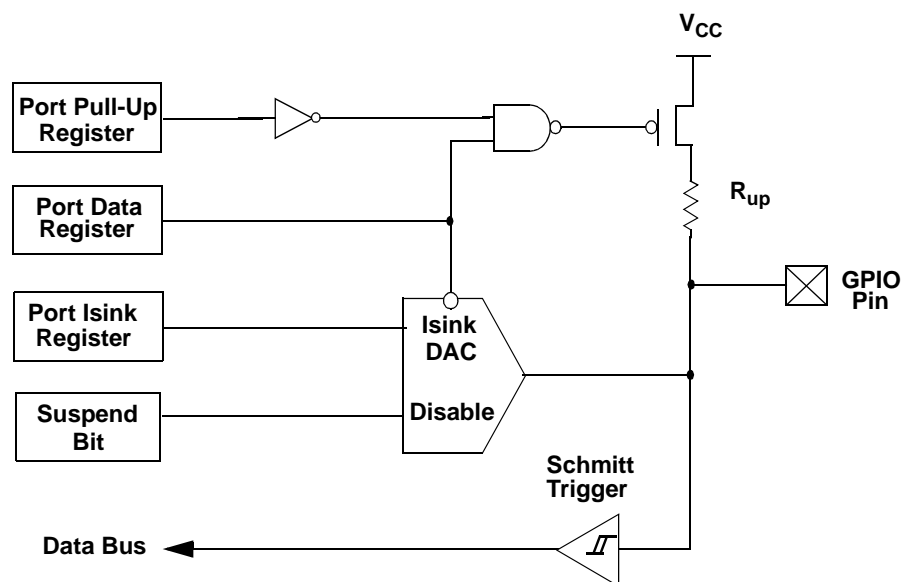 VCC
Port Pull-Up
Register
Port Data
Register
Rup
GPIO
Pin
Port Isink
Register
Isink
DAC
Disable
Suspend
Bit
Schmitt
Trigger
Data Bus